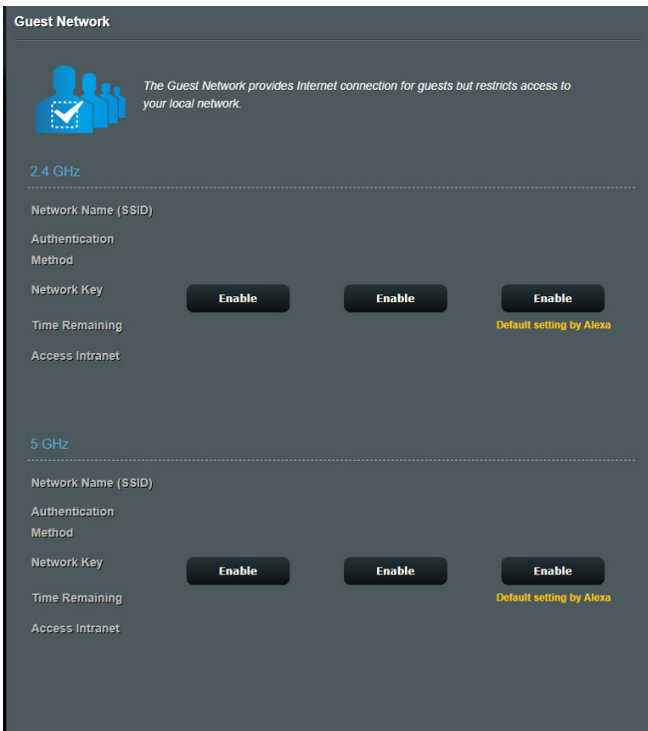 Guest Network
The Guest Network provides Internet connection for guests but restricts access to
your local network.
2.4 GHz
Network Name (SSID)
Authentication
Method
Network Key
Enable Enable Enable
Time Remaining
Default setting by Alexa
Access Intranet
5 GHz
Network Name (SSID)
Authentication
Method
Network Key
Enable Enable Enable
Time Remaining
Default setting by Alexa
Access Intranet